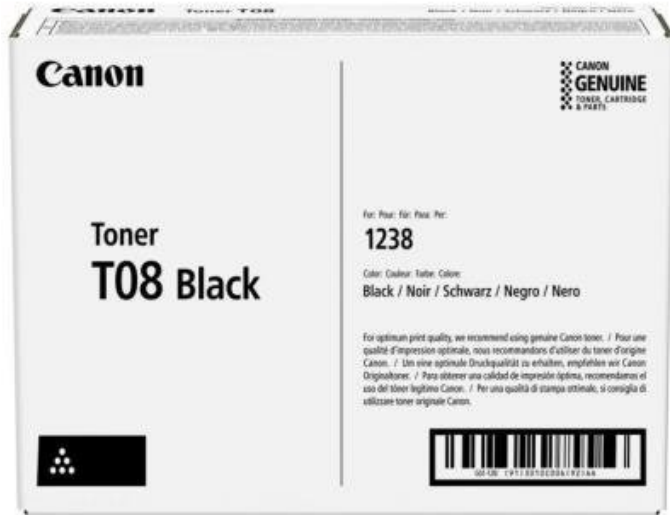 Canon Toner T08
Canon
CANON
GENUINE
TONER, CARTRIDGE
& PARTS
Toner
T08 Black
For: Pour: Für: Para: Per:
1238
Color: Couleur: Farbe: Colore:
Black / Noir / Schwarz / Negro / Nero
For optimum print quality, we recommend using genuine Canon toner. / Pour une
qualité d'impression optimale, nous recommandons d'utiliser du toner d'origine
Canon. / Um eine optimale Druckqualität zu erhalten, empfehlen wir Canon
Originaltoner. / Para obtener una calidad de impresión óptima, recomendamos el
uso del tóner legítimo Canon. / Per una qualità di stampa ottimale, si consiglia di
utilizzare toner originale Canon.